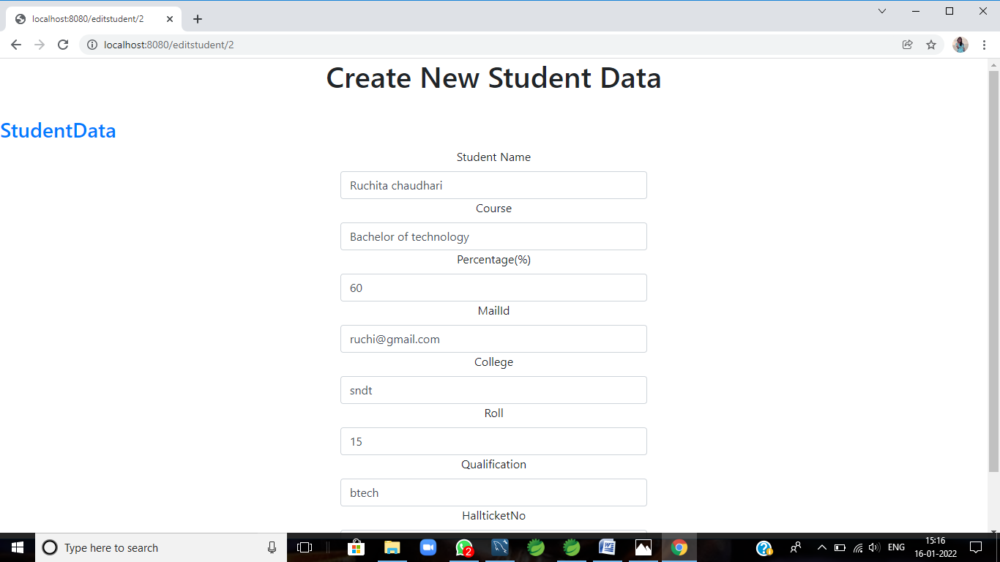 localhost:8080/editstudent/2
localhost:8080/editstudent/2
Create New Student Data
StudentData
Student Name
Ruchita chaudhari
Course
Bachelor of technology
Percentage(%)
60
MailId
ruchi@gmail.com
College
sndt
Roll
15
Qualification
btech
HallticketNo
Type here to search
2
ENG
15:16
16-01-2022